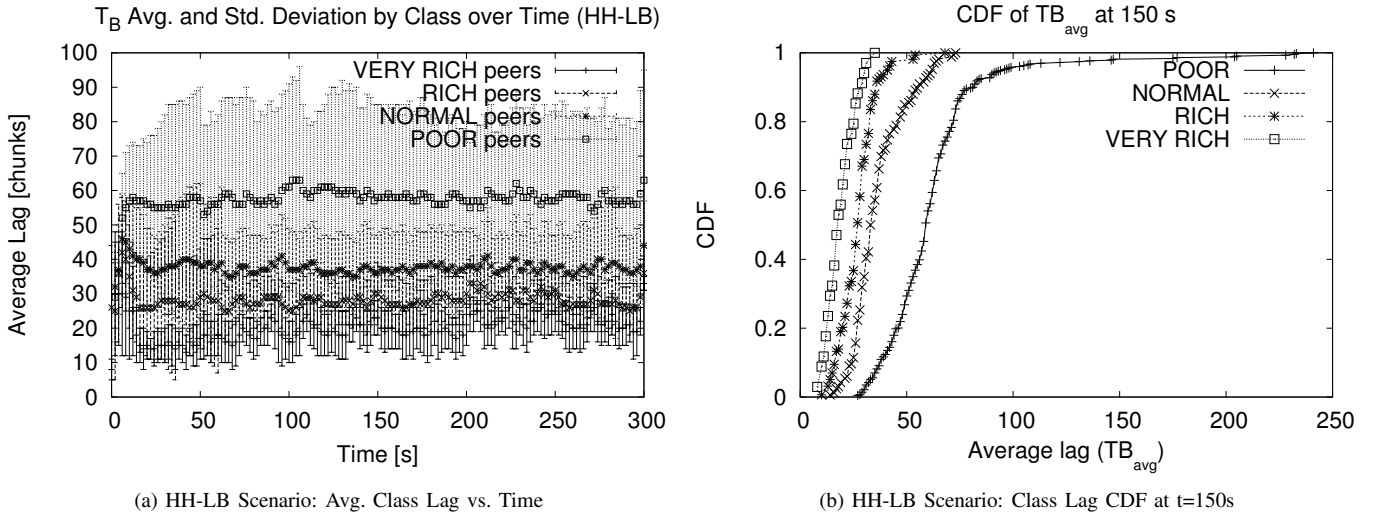 T_B Avg. and Std. Deviation by Class over Time (HH-LB)
100
90
80
70
60
50
40
30
20
10
0
0 50 100 150 200 250 300
Average Lag [chunks]
Time [s]
VERY RICH peers
RICH peers
NORMAL peers
POOR peers
(a) HH-LB Scenario: Avg. Class Lag vs. Time
CDF of TB_avg at 150 s
1
0.8
0.6
0.4
0.2
0
0 50 100 150 200 250
CDF
Average lag (TB_avg)
POOR
NORMAL
RICH
VERY RICH
(b) HH-LB Scenario: Class Lag CDF at t=150s